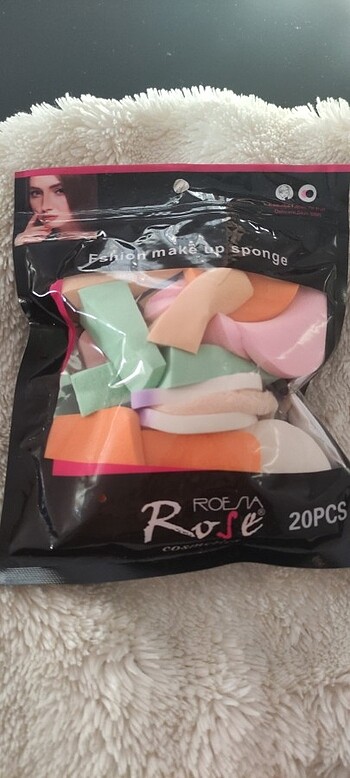 Fashion make up sponge
ROESIA
Rose®
20PCS